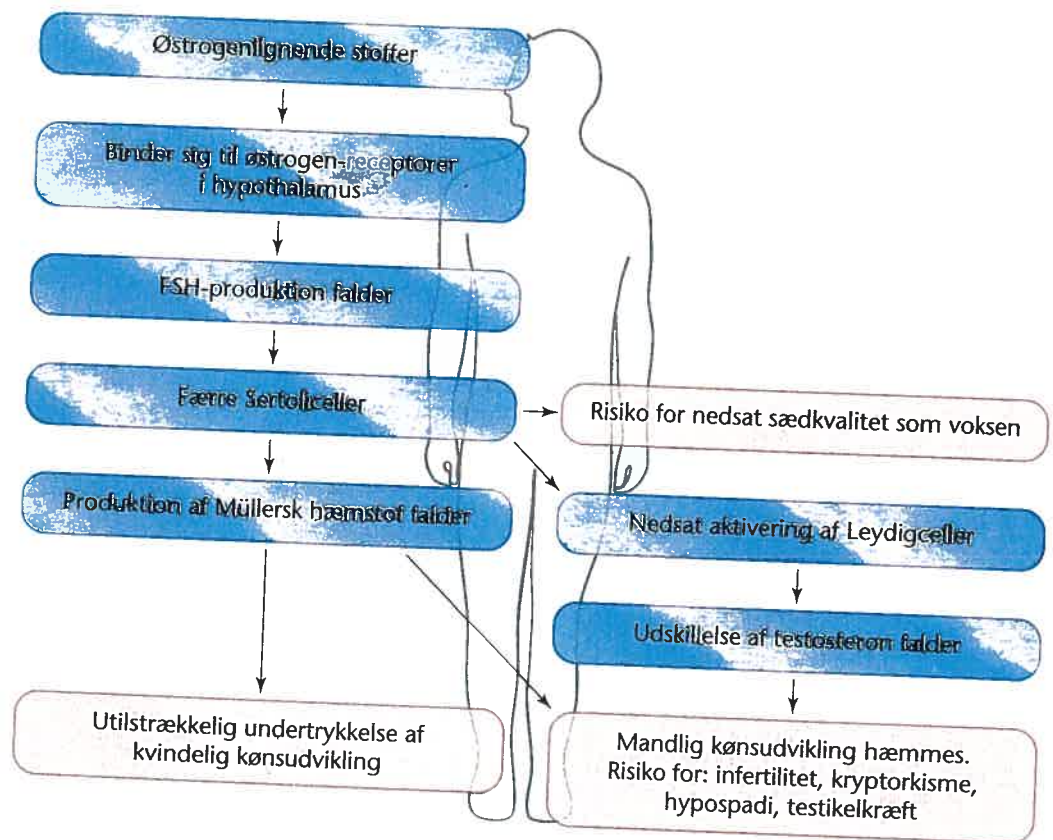 Østrogenlignende stoffer
Binder sig til østrogen-receptorer
i hypothalamus
FSH-produktion falder
Færre Sertoliceller
Risiko for nedsat sædkvalitet som voksen
Produktion af Müllersk hæmstof falder
Nedsat aktivering af Leydigceller
Udskillelse af testosteron falder
Utilstrækkelig undertrykkelse af
kvindelig kønsudvikling
Mandlig kønsudvikling hæmmes.
Risiko for: infertilitet, kryptorkisme,
hypospadi, testikelkræft